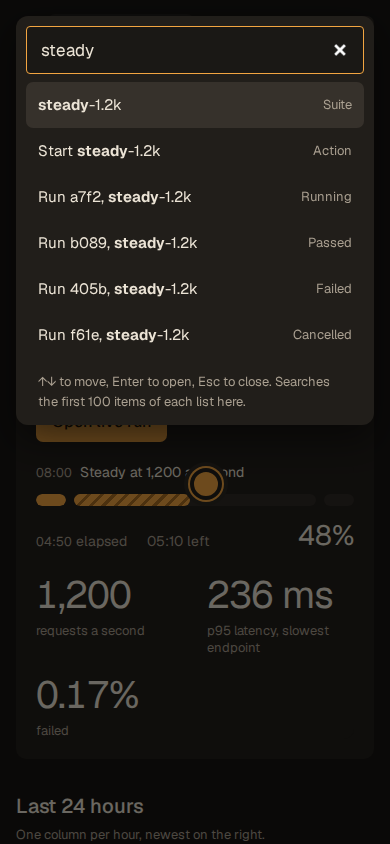 steady
steady-1.2k Suite
Start steady-1.2k Action
Run a7f2, steady-1.2k Running
Run b089, steady-1.2k Passed
Run 405b, steady-1.2k Failed
Run f61e, steady-1.2k Cancelled
↑↓ to move, Enter to open, Esc to close. Searches
the first 100 items of each list here.
08:00 Steady at 1,200
04:50 elapsed 05:10 left 48%
1,200 236 ms
requests a second p95 latency, slowest
endpoint
0.17%
failed
Last 24 hours
One column per hour, newest on the right.